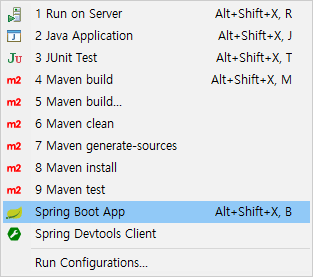 1 Run on Server Alt+Shift+X, R
2 Java Application Alt+Shift+X, J
Ju 3 JUnit Test Alt+Shift+X, T
m2 4 Maven build Alt+Shift+X, M
m2 5 Maven build...
m2 6 Maven clean
m2 7 Maven generate-sources
m2 8 Maven install
m2 9 Maven test
Spring Boot App Alt+Shift+X, B
Spring Devtools Client
Run Configurations...